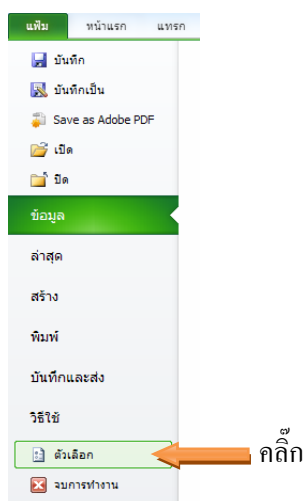 แฟ้ม หน้าแรก แทรก
บันทึก
บันทึกเป็น
Save as Adobe PDF
เปิด
ปิด
ข้อมูล
ล่าสุด
สร้าง
พิมพ์
บันทึกและส่ง
วิธีใช้
ตัวเลือก คลิ๊ก
จบการทำงาน